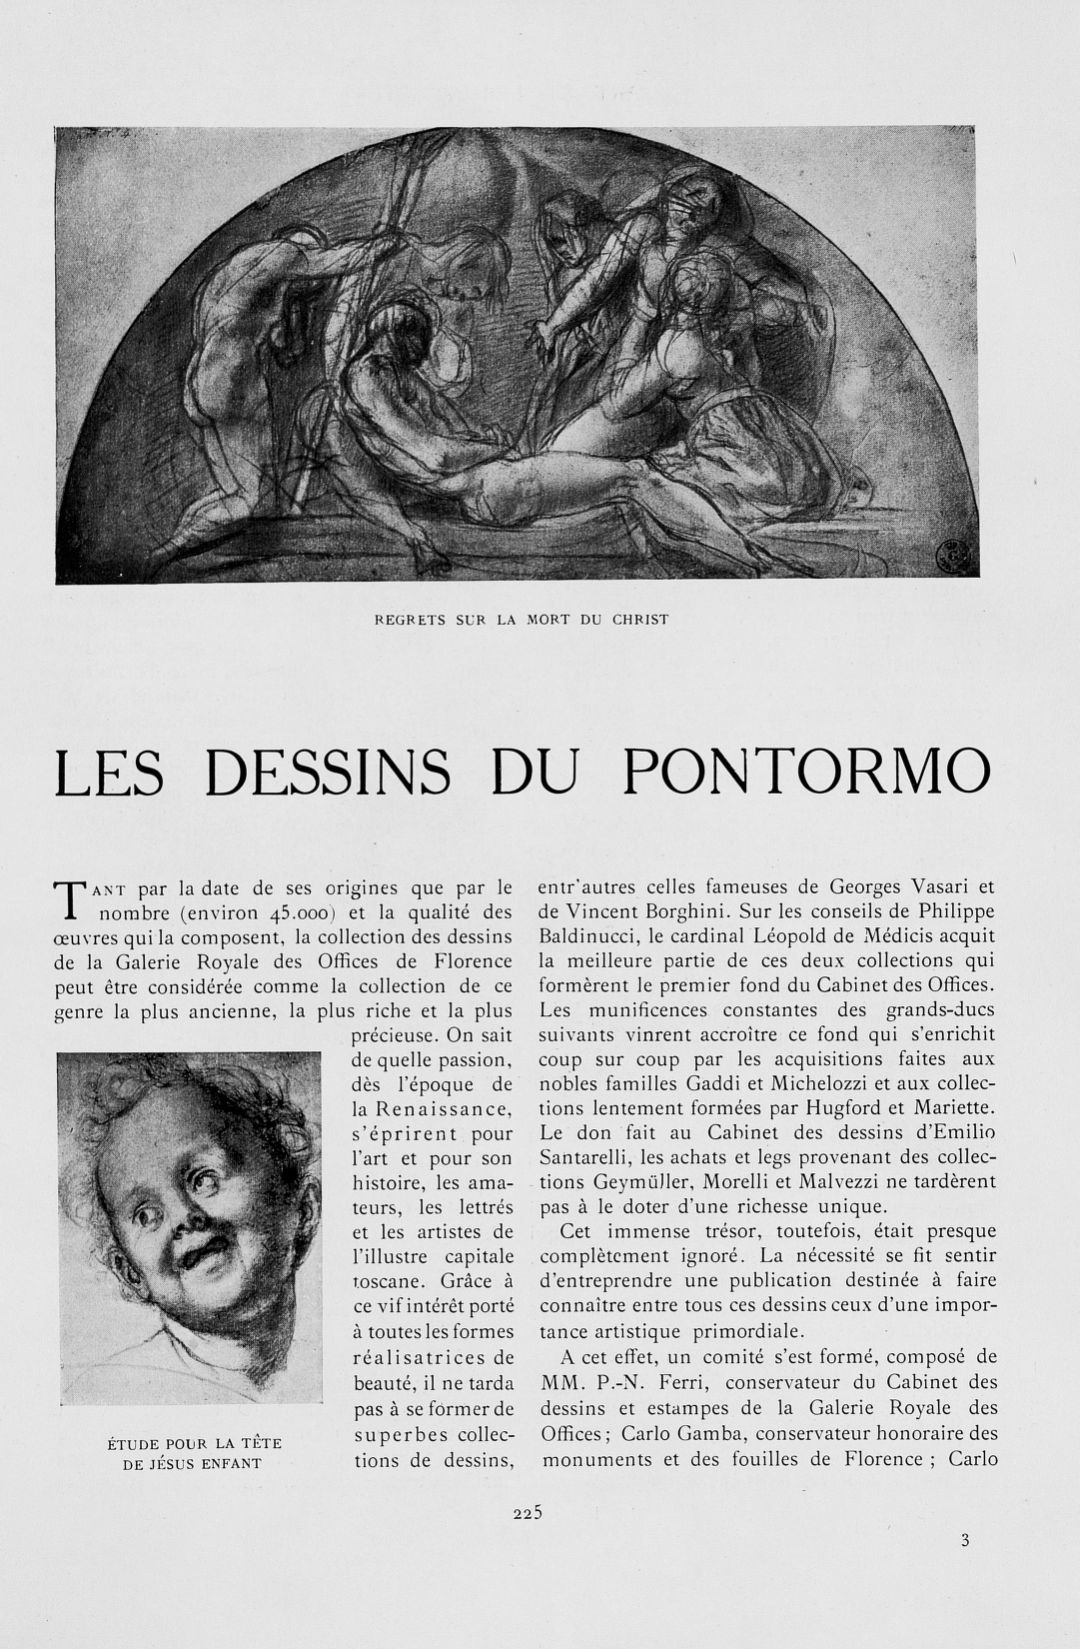 REGRETS SUR LA MORT DU CHRIST
LES DESSINS DU PONTORMO
TANT par la date de ses origines que par le
nombre (environ 45.000) et la qualité des
œuvres qui la composent, la collection des dessins
de la Galerie Royale des Offices de Florence
peut être considérée comme la collection de ce
genre la plus ancienne, la plus riche et la plus
précieuse. On sait
de quelle passion,
dès l'époque de
la Renaissance,
s'éprirent pour
l'art et pour son
histoire, les ama-
teurs, les lettrés
et les artistes de
l'illustre capitale
toscane. Grâce à
ce vif intérêt porté
à toutes les formes
réalisatrices de
beauté, il ne tarda
pas à se former de
superbes collec-
tions de dessins,
ÉTUDE POUR LA TÊTE
DE JÉSUS ENFANT
entr'autres celles fameuses de Georges Vasari et
de Vincent Borghini. Sur les conseils de Philippe
Baldinucci, le cardinal Léopold de Médicis acquit
la meilleure partie de ces deux collections qui
formèrent le premier fond du Cabinet des Offices.
Les munificences constantes des grands-ducs
suivants vinrent accroître ce fond qui s'enrichit
coup sur coup par les acquisitions faites aux
nobles familles Gaddi et Michelozzi et aux collec-
tions lentement formées par Hugford et Mariette.
Le don fait au Cabinet des dessins d'Emilio
Santarelli, les achats et legs provenant des collec-
tions Geymüller, Morelli et Malvezzi ne tardèrent
pas à le doter d'une richesse unique.
Cet immense trésor, toutefois, était presque
complètement ignoré. La nécessité se fit sentir
d'entreprendre une publication destinée à faire
connaître entre tous ces dessins ceux d'une impor-
tance artistique primordiale.
A cet effet, un comité s'est formé, composé de
MM. P.-N. Ferri, conservateur du Cabinet des
dessins et estampes de la Galerie Royale des
Offices ; Carlo Gamba, conservateur honoraire des
monuments et des fouilles de Florence ; Carlo
225
3